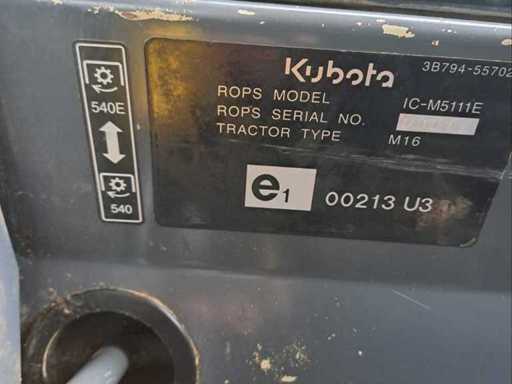 540E
540
Kubota
3B794-55702
ROPS MODEL IC-M5111E
ROPS SERIAL NO.
TRACTOR TYPE M16
e1 00213 U3